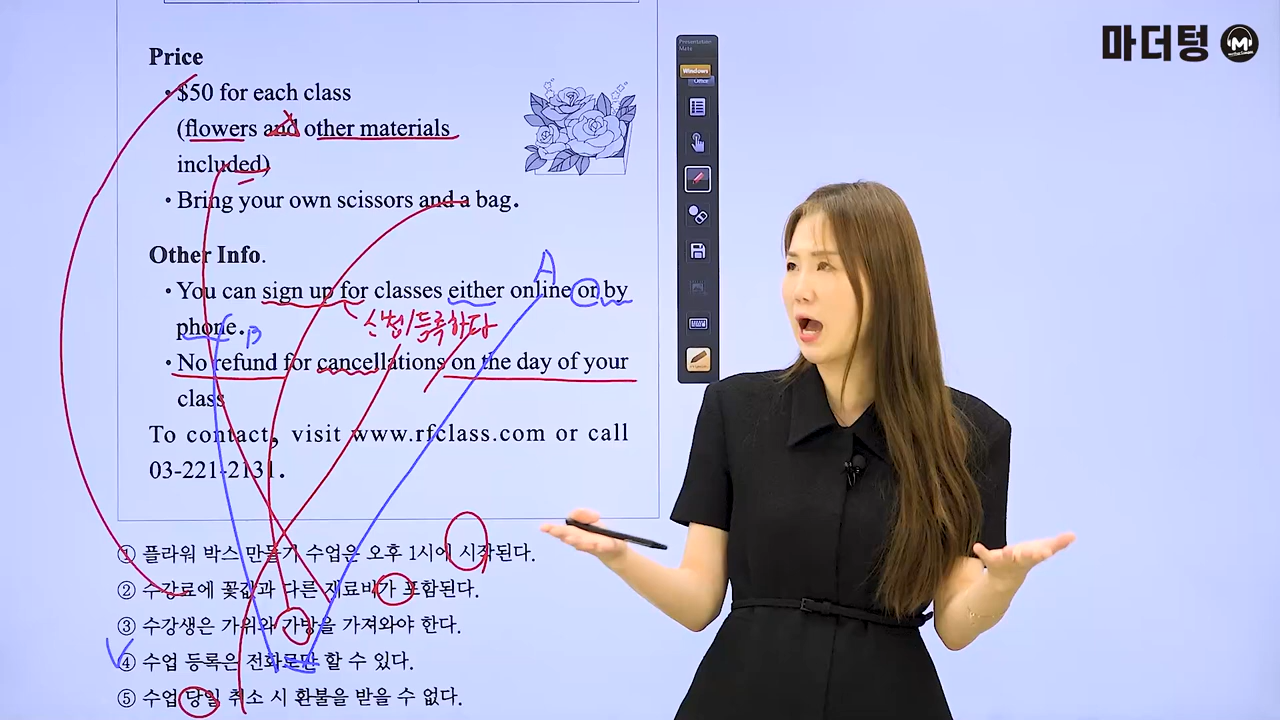 마더텅
M
Presentation
Mate
Windows
Office
Price
• $50 for each class
(flowers and other materials
included)
• Bring your own scissors and a bag.
Other Info.
A
• You can sign up for classes either online or by
phone.
B
신청/등록하다
• No refund for cancellations on the day of your
class
To contact, visit www.rfclass.com or call
03-221-2131.
① 플라워 박스 만들기 수업은 오후 1시에 시작된다.
② 수강료에 꽃값과 다른 재료비가 포함된다.
③ 수강생은 가위와 가방을 가져와야 한다.
④ 수업 등록은 전화로만 할 수 있다.
⑤ 수업 당일 취소 시 환불을 받을 수 없다.